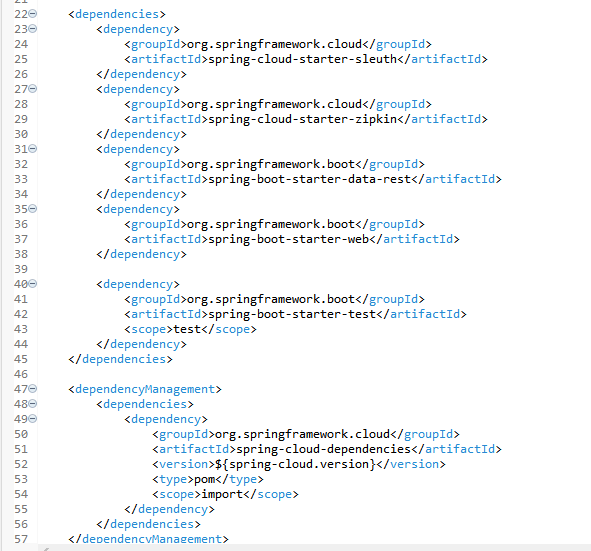 21
22 <dependencies>
23 <dependency>
24 <groupId>org.springframework.cloud</groupId>
25 <artifactId>spring-cloud-starter-sleuth</artifactId>
26 </dependency>
27 <dependency>
28 <groupId>org.springframework.cloud</groupId>
29 <artifactId>spring-cloud-starter-zipkin</artifactId>
30 </dependency>
31 <dependency>
32 <groupId>org.springframework.boot</groupId>
33 <artifactId>spring-boot-starter-data-rest</artifactId>
34 </dependency>
35 <dependency>
36 <groupId>org.springframework.boot</groupId>
37 <artifactId>spring-boot-starter-web</artifactId>
38 </dependency>
39
40 <dependency>
41 <groupId>org.springframework.boot</groupId>
42 <artifactId>spring-boot-starter-test</artifactId>
43 <scope>test</scope>
44 </dependency>
45 </dependencies>
46
47 <dependencyManagement>
48 <dependencies>
49 <dependency>
50 <groupId>org.springframework.cloud</groupId>
51 <artifactId>spring-cloud-dependencies</artifactId>
52 <version>${spring-cloud.version}</version>
53 <type>pom</type>
54 <scope>import</scope>
55 </dependency>
56 </dependencies>
57 </dependencyManagement>